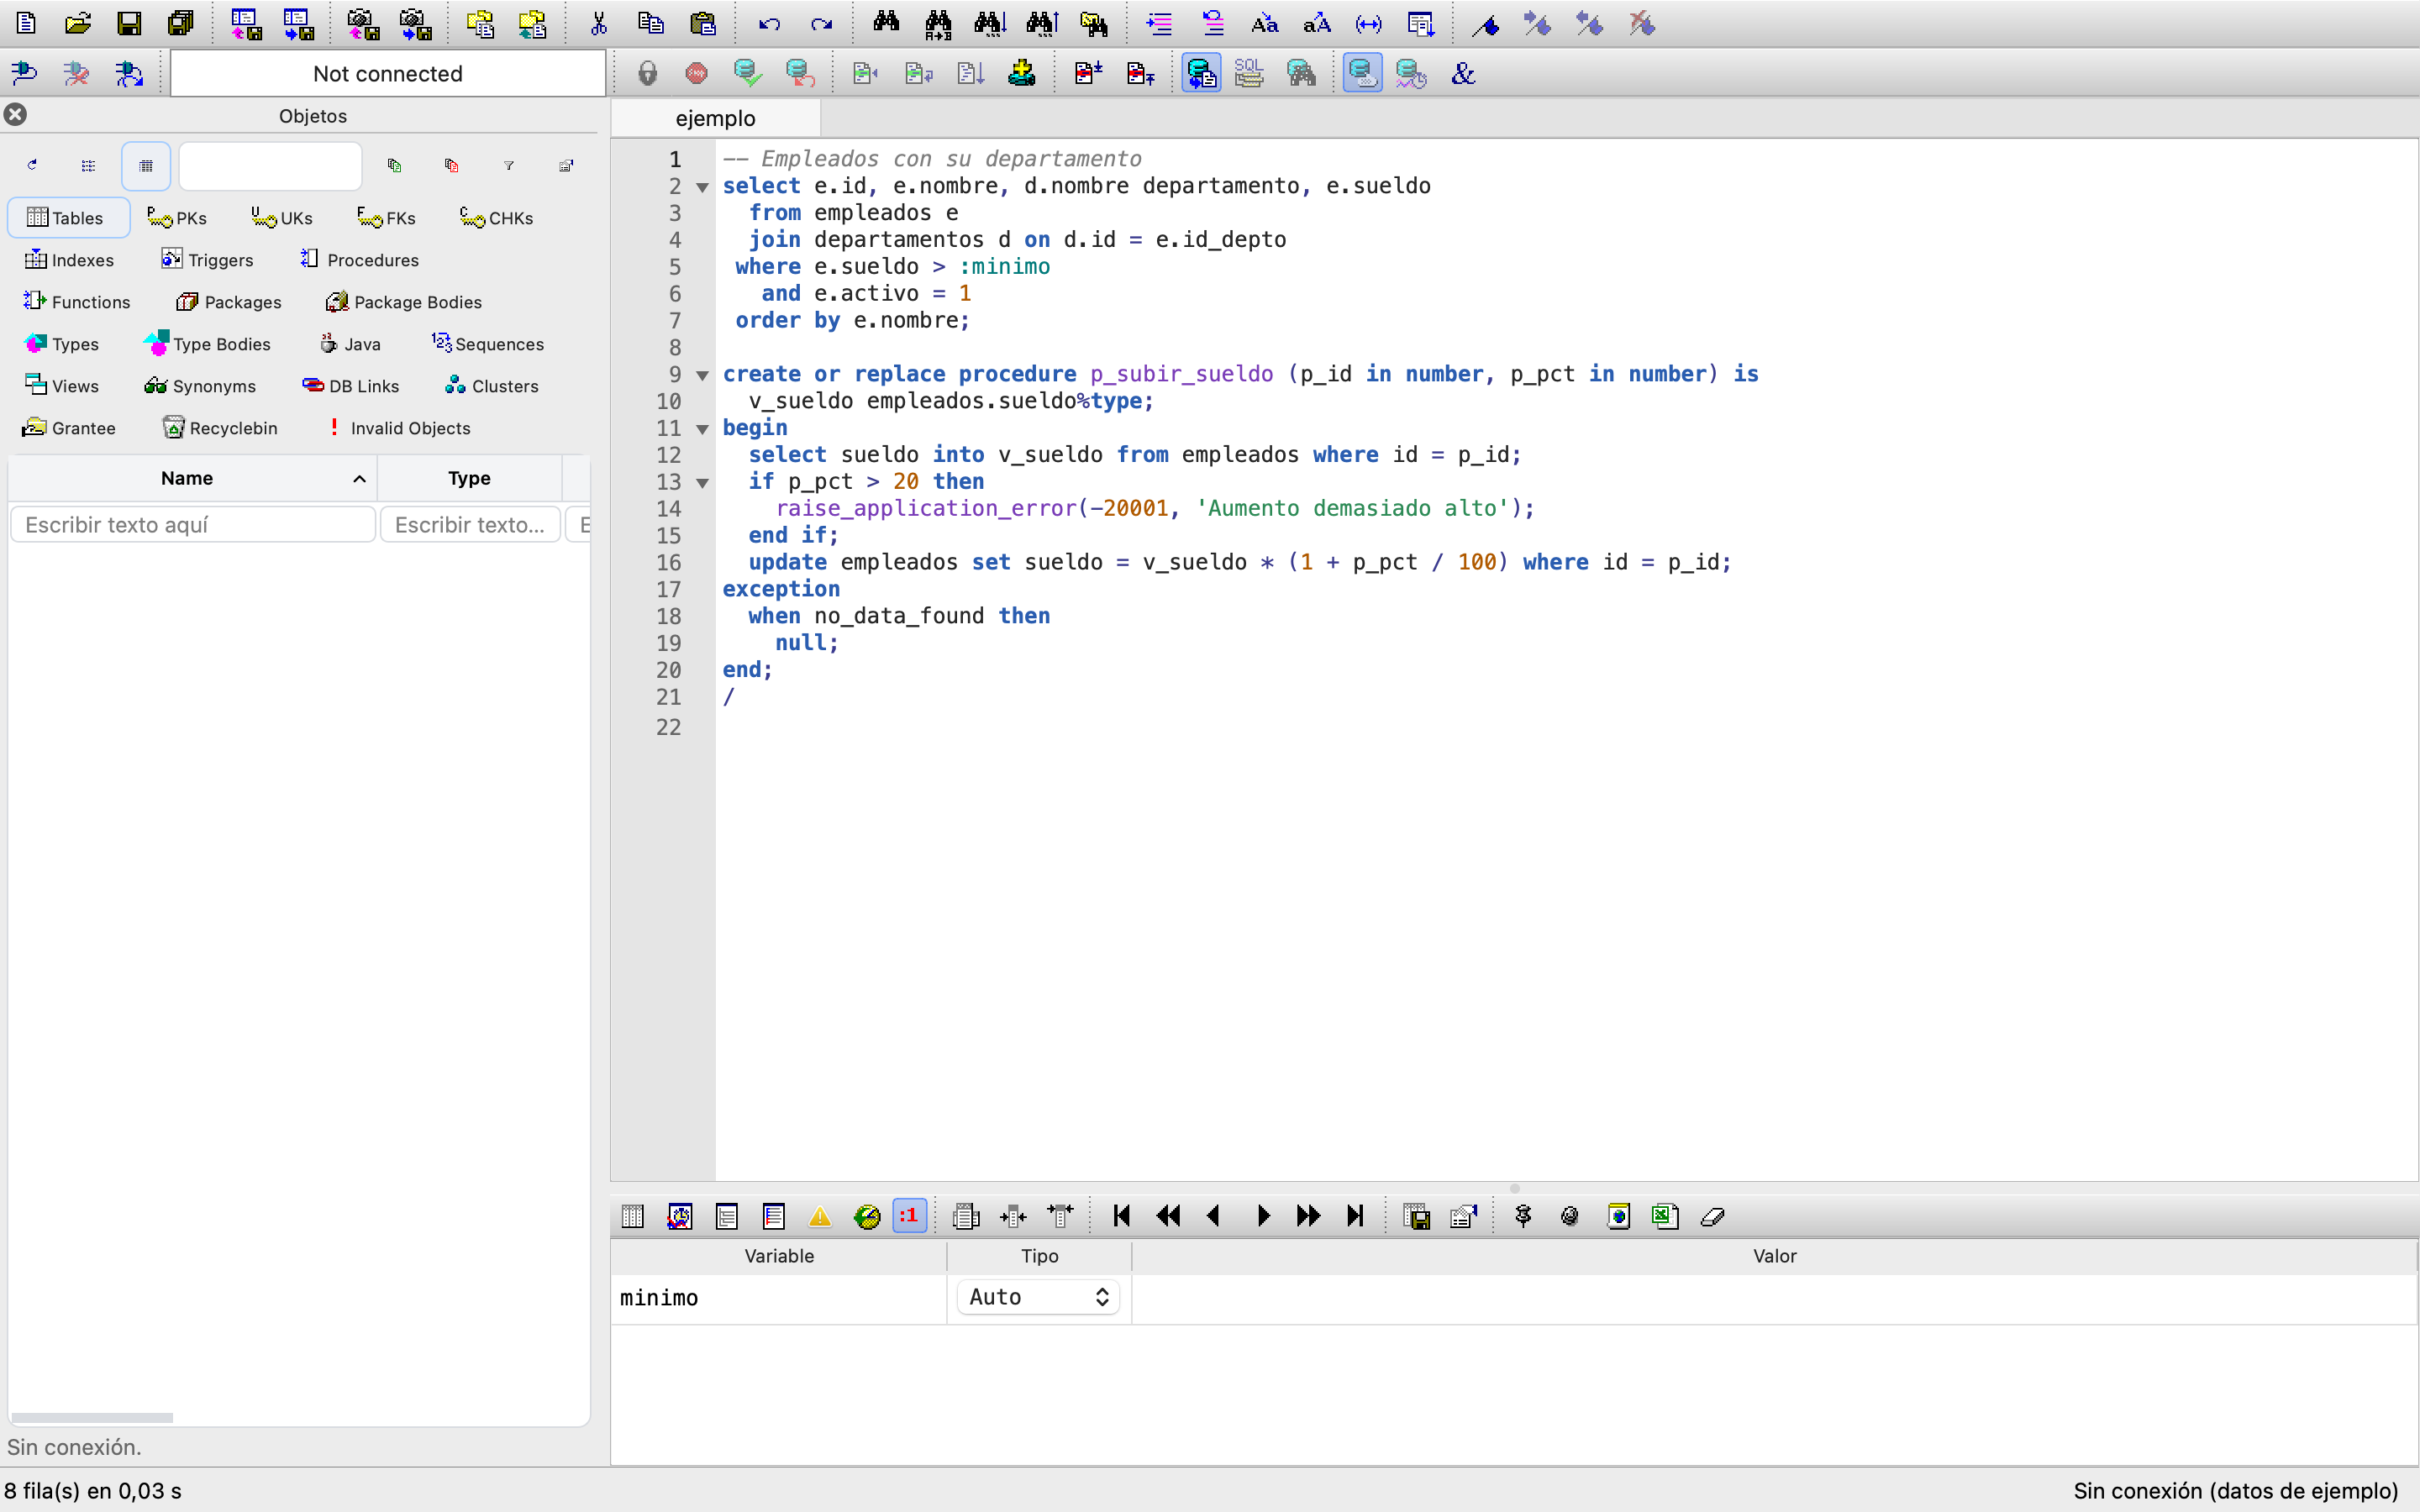 Not connected
Objetos
Tables PKs UKs FKs CHKs
Indexes Triggers Procedures
Functions Packages Package Bodies
Types Type Bodies Java Sequences
Views Synonyms DB Links Clusters
Grantee Recyclebin Invalid Objects
Name Type
Escribir texto aquí Escribir texto... E
Sin conexión.
SQL
&
ejemplo
1 -- Empleados con su departamento
2 select e.id, e.nombre, d.nombre departamento, e.sueldo
3 from empleados e
4 join departamentos d on d.id = e.id_depto
5 where e.sueldo > :minimo
6 and e.activo = 1
7 order by e.nombre;
8
9 create or replace procedure p_subir_sueldo (p_id in number, p_pct in number) is
10 v_sueldo empleados.sueldo%type;
11 begin
12 select sueldo into v_sueldo from empleados where id = p_id;
13 if p_pct > 20 then
14 raise_application_error(-20001, 'Aumento demasiado alto');
15 end if;
16 update empleados set sueldo = v_sueldo * (1 + p_pct / 100) where id = p_id;
17 exception
18 when no_data_found then
19 null;
20 end;
21 /
22
:1
Variable Tipo Valor
minimo Auto
8 fila(s) en 0,03 s
Sin conexión (datos de ejemplo)